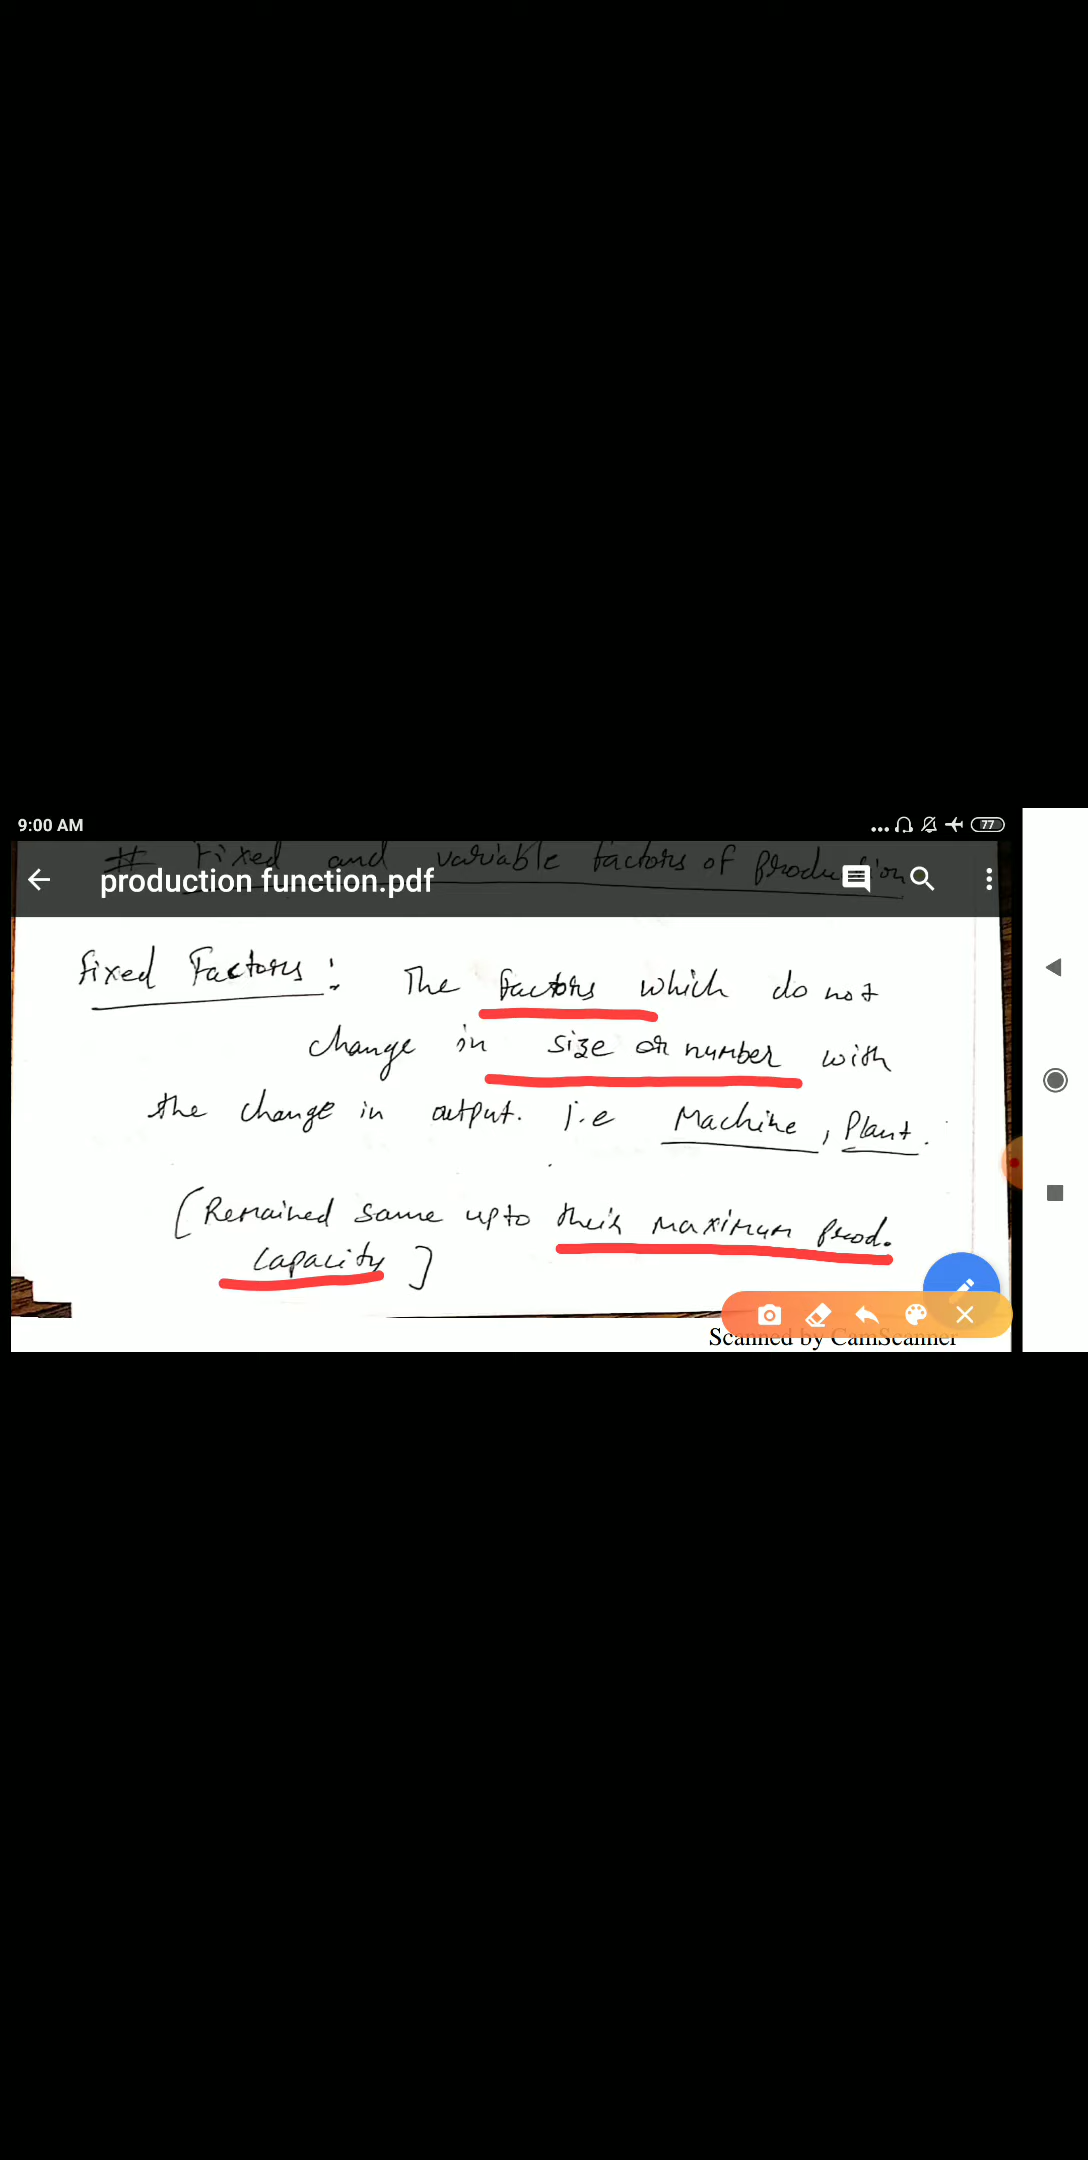 9:00 AM
77
# Fixed and variable factors of production
production function.pdf
Fixed Factors: The factors which do not
change in size or number with
the change in output. i.e Machine, Plant.
[Remained same upto their maximum prod.
capacity]
Scanned by CamScanner